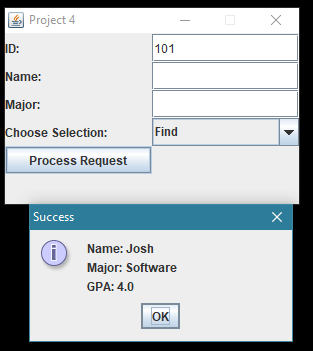 Project 4
ID: 101
Name:
Major:
Choose Selection: Find
Process Request
Success
Name: Josh
Major: Software
GPA: 4.0
OK